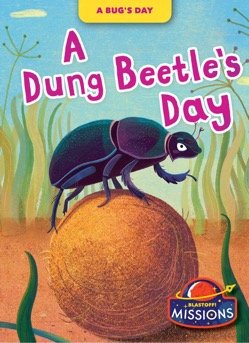 A BUG'S DAY
A
Dung Beetle's
Day
BLASTOFF!
MISSIONS